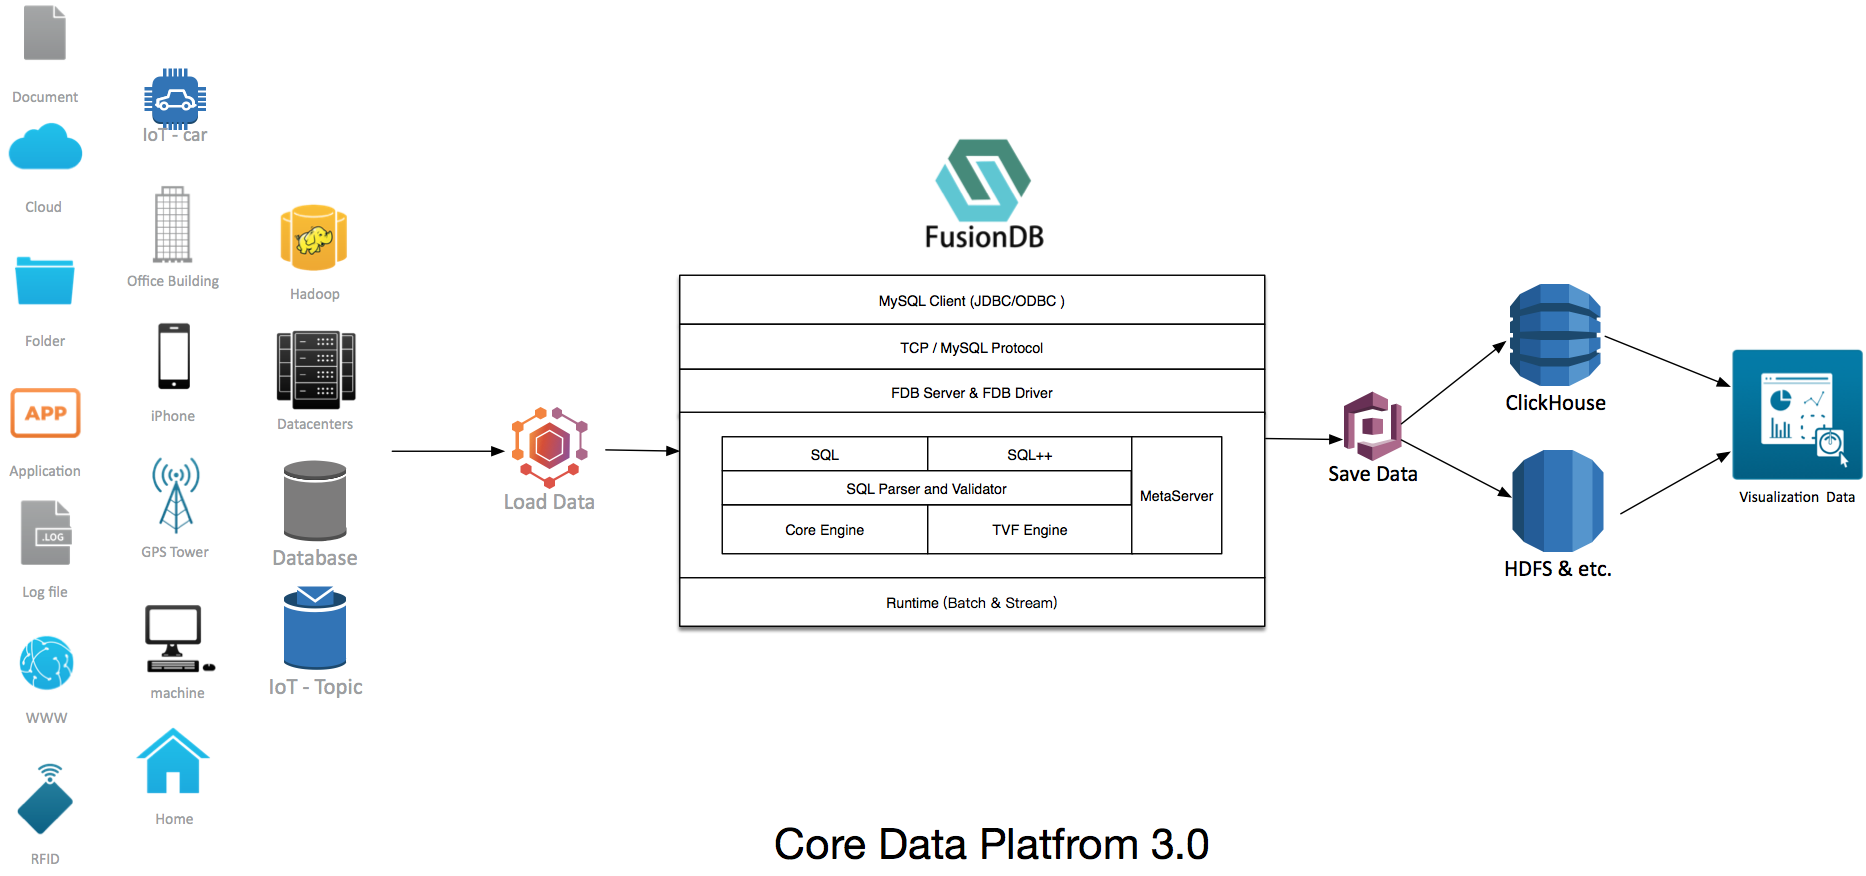 Document
Cloud
Folder
APP
Application
.LOG
Log file
WWW
RFID
IoT - car
Office Building
iPhone
GPS Tower
machine
Home
Hadoop
Datacenters
Database
IoT - Topic
Load Data
FusionDB
MySQL Client (JDBC/ODBC )
TCP / MySQL Protocol
FDB Server & FDB Driver
SQL
SQL++
SQL Parser and Validator
MetaServer
Core Engine
TVF Engine
Runtime (Batch & Stream)
Save Data
ClickHouse
HDFS & etc.
Visualization Data
Core Data Platfrom 3.0